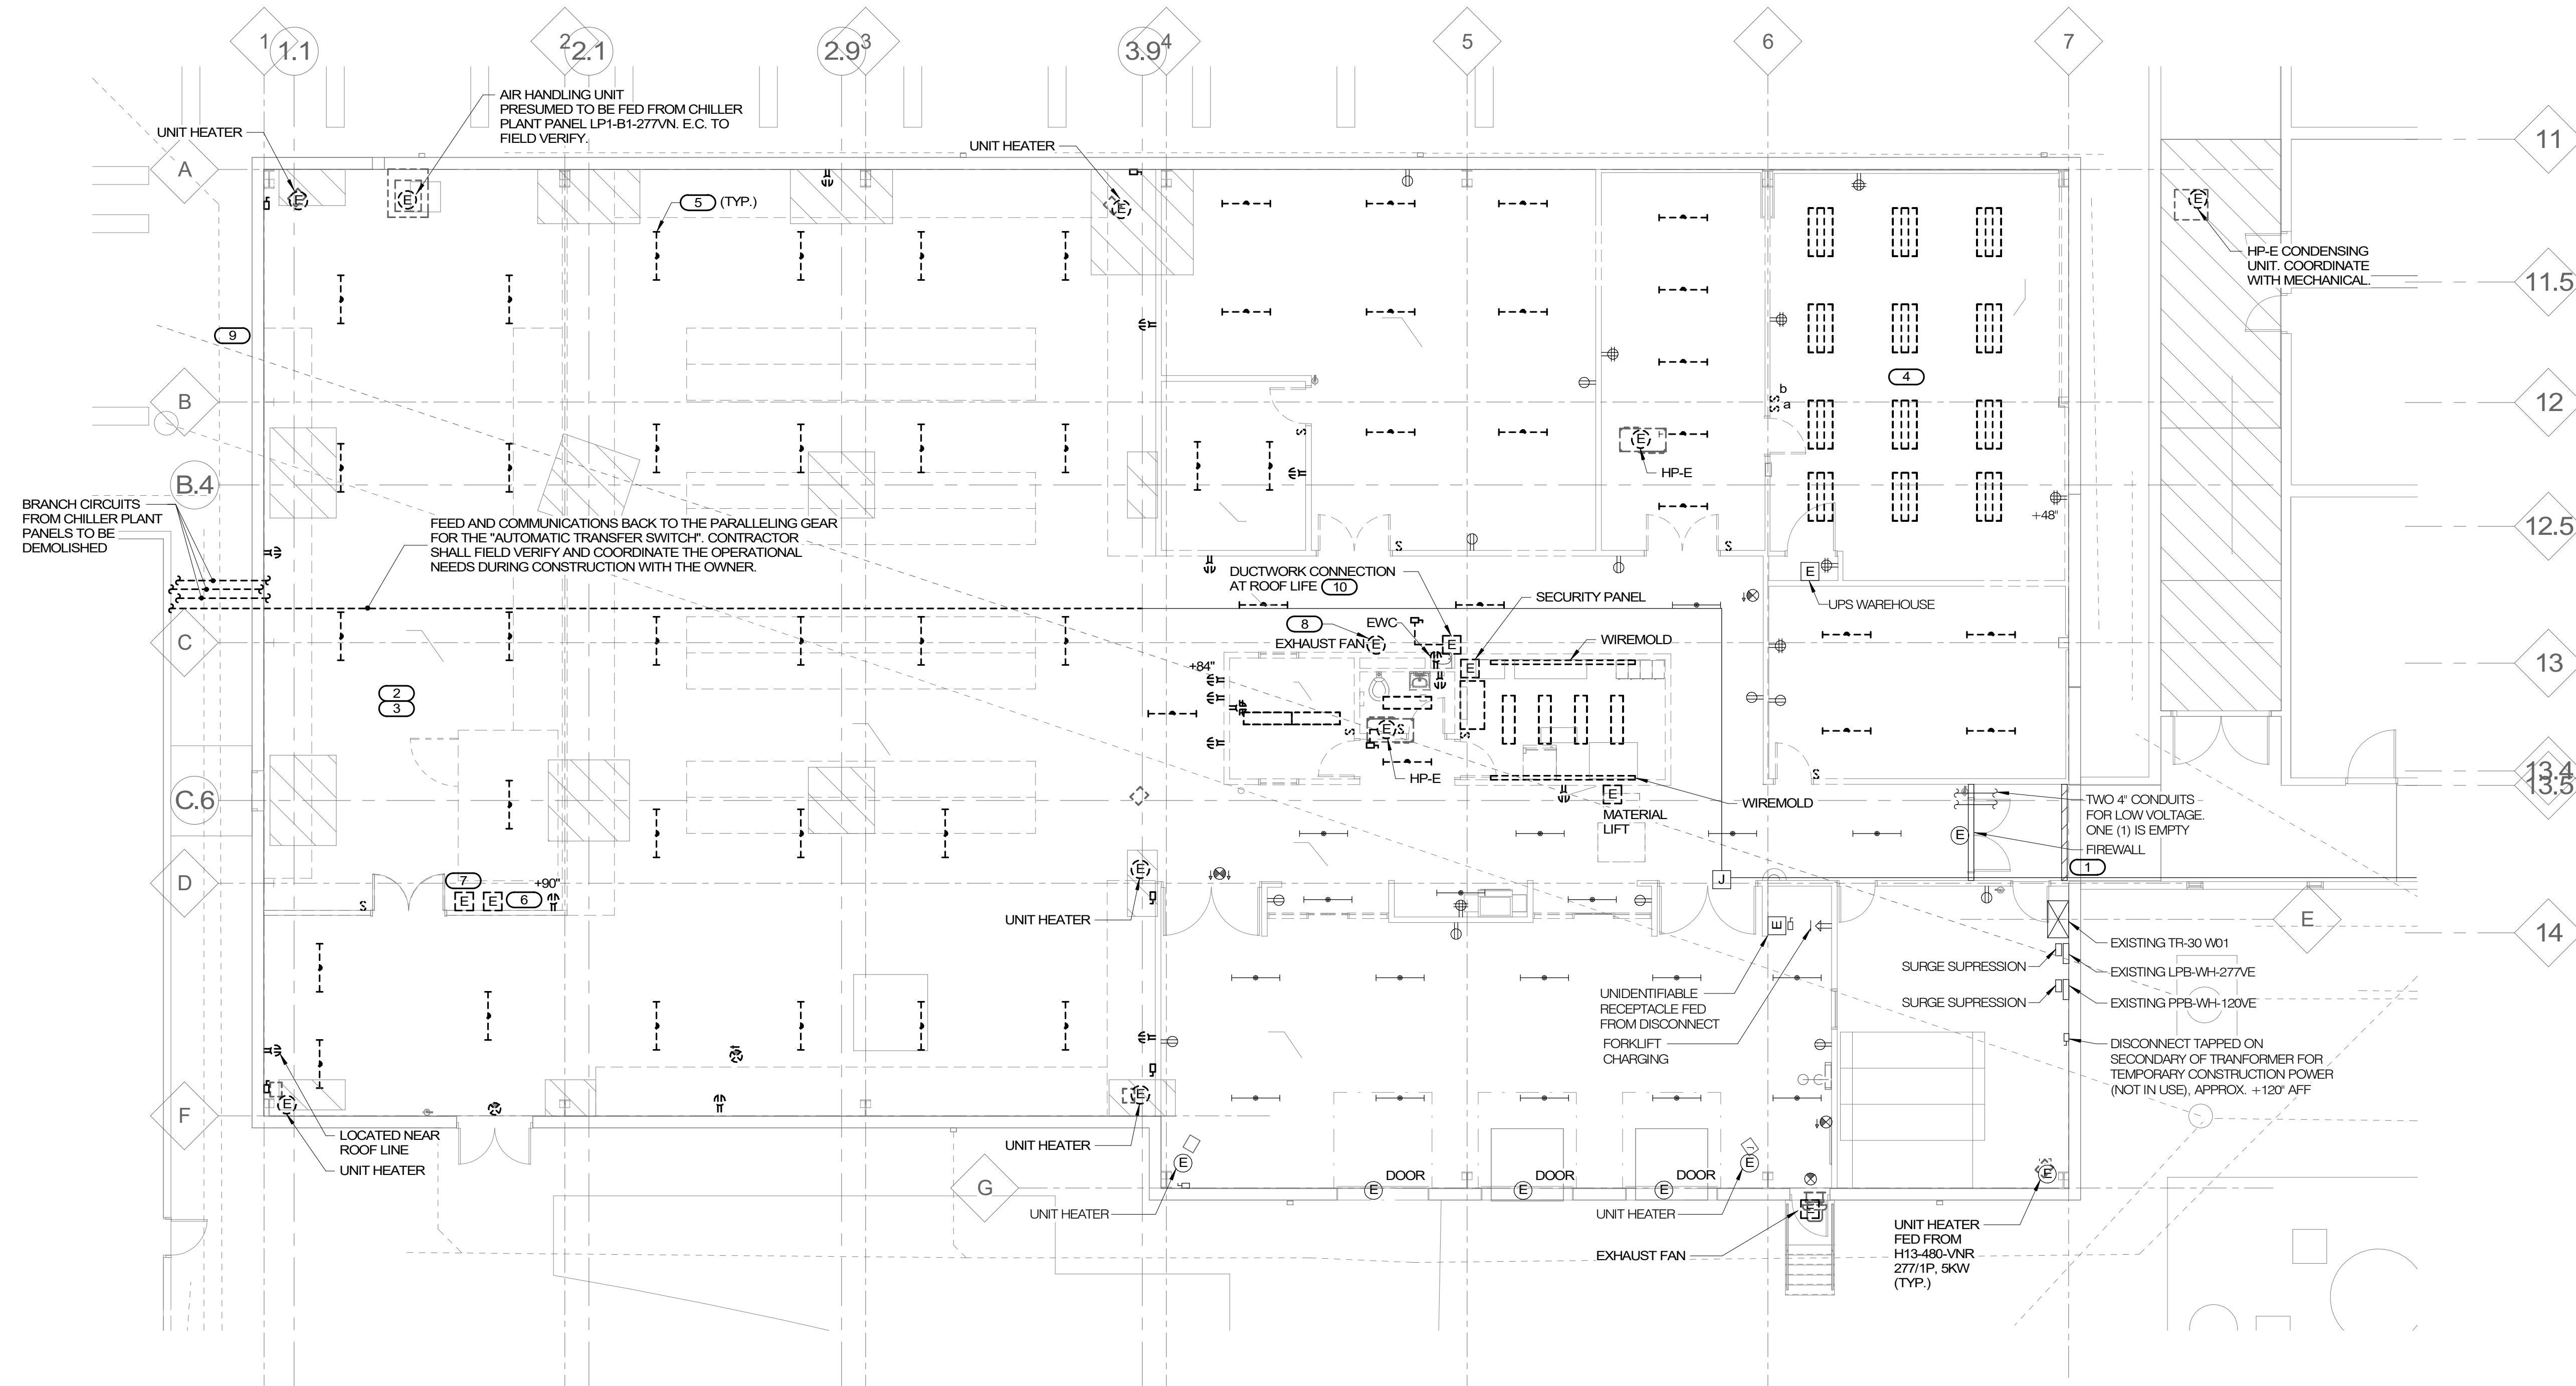 1
1.1
2
2.1
2.9
3
3.9
4
5
6
7
AIR HANDLING UNIT
PRESUMED TO BE FED FROM CHILLER
PLANT PANEL LP1-B1-277VN. E.C. TO
FIELD VERIFY.
UNIT HEATER
UNIT HEATER
11
A
E
E
E
E
5 (TYP.)
HP-E CONDENSING
UNIT. COORDINATE
WITH MECHANICAL.
11.5
9
4
b
a
B
12
E
HP-E
B.4
+48"
12.5
BRANCH CIRCUITS
FROM CHILLER PLANT
PANELS TO BE
DEMOLISHED
FEED AND COMMUNICATIONS BACK TO THE PARALLELING GEAR
FOR THE "AUTOMATIC TRANSFER SWITCH". CONTRACTOR
SHALL FIELD VERIFY AND COORDINATE THE OPERATIONAL
NEEDS DURING CONSTRUCTION WITH THE OWNER.
S
S
S
DUCTWORK CONNECTION
AT ROOF LIFE 10
SECURITY PANEL
E
UPS WAREHOUSE
8
EWC
EXHAUST FAN
E
E
E
WIREMOLD
C
13
+84"
2
3
S
E
S
S
HP-E
E
MATERIAL
LIFT
WIREMOLD
S
C.6
13.4
13.5
TWO 4" CONDUITS
FOR LOW VOLTAGE.
ONE (1) IS EMPTY
E
FIREWALL
1
D
7
+90"
E
E
6
S
E
J
UNIT HEATER
E
E
14
EXISTING TR-30 W01
SURGE SUPRESSION
EXISTING LPB-WH-277VE
SURGE SUPRESSION
EXISTING PPB-WH-120VE
UNIDENTIFIABLE
RECEPTACLE FED
FROM DISCONNECT
FORKLIFT
CHARGING
DISCONNECT TAPPED ON
SECONDARY OF TRANFORMER FOR
TEMPORARY CONSTRUCTION POWER
(NOT IN USE), APPROX. +120" AFF
F
E
E
LOCATED NEAR
ROOF LINE
UNIT HEATER
UNIT HEATER
G
E
E
E
DOOR
DOOR
DOOR
E
E
E
UNIT HEATER
UNIT HEATER
E
EXHAUST FAN
UNIT HEATER
FED FROM
H13-480-VNR
277/1P, 5KW
(TYP.)